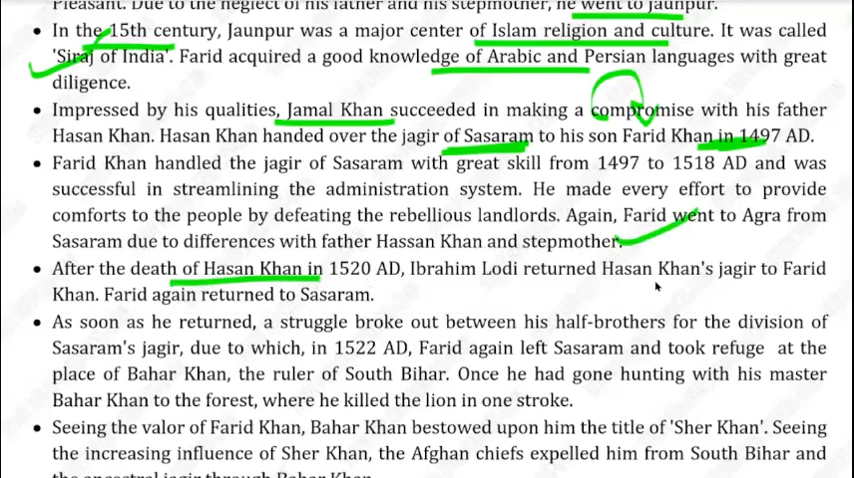 Pleasant. Due to the neglect of his father and his stepmother, he went to Jaunpur.
• In the 15th century, Jaunpur was a major center of Islam religion and culture. It was called
'Siraj of India'. Farid acquired a good knowledge of Arabic and Persian languages with great
diligence.
• Impressed by his qualities, Jamal Khan succeeded in making a compromise with his father
Hasan Khan. Hasan Khan handed over the jagir of Sasaram to his son Farid Khan in 1497 AD.
• Farid Khan handled the jagir of Sasaram with great skill from 1497 to 1518 AD and was
successful in streamlining the administration system. He made every effort to provide
comforts to the people by defeating the rebellious landlords. Again, Farid went to Agra from
Sasaram due to differences with father Hassan Khan and stepmother.
• After the death of Hasan Khan in 1520 AD, Ibrahim Lodi returned Hasan Khan's jagir to Farid
Khan. Farid again returned to Sasaram.
• As soon as he returned, a struggle broke out between his half-brothers for the division of
Sasaram's jagir, due to which, in 1522 AD, Farid again left Sasaram and took refuge at the
place of Bahar Khan, the ruler of South Bihar. Once he had gone hunting with his master
Bahar Khan to the forest, where he killed the lion in one stroke.
• Seeing the valor of Farid Khan, Bahar Khan bestowed upon him the title of 'Sher Khan'. Seeing
the increasing influence of Sher Khan, the Afghan chiefs expelled him from South Bihar and
the ancestral jagir through Bahar Khan.